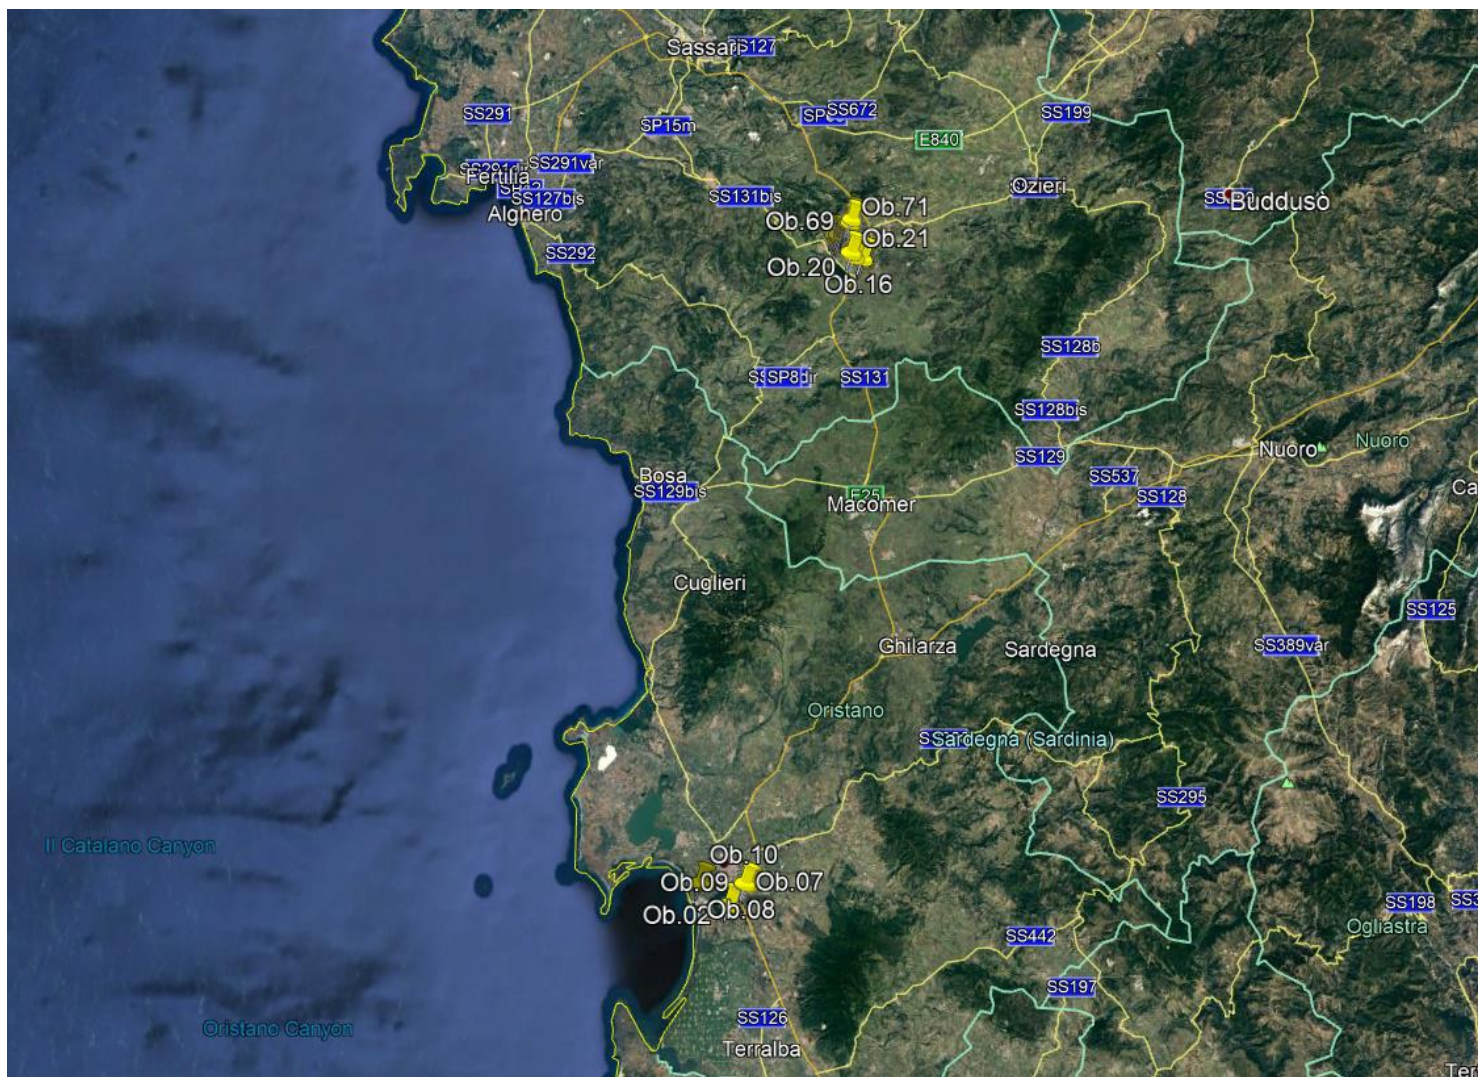 Sassari
SS127
SS291
SP15m
SS672
SS199
E840
SS291var
Fertilia
SS127bis
Alghero
SS131bis
Ozieri
Buddusò
Ob.71
Ob.69
Ob.21
SS292
Ob.20
Ob.16
SS128b
SP8dir
SS131
SS128bis
Nuoro
Nuoro
SS129
Bosa
SS129bis
SS537
SS128
E25
Macomer
Cuglieri
SS125
Ghilarza
Sardegna
SS389var
Oristano
Sardegna (Sardinia)
SS295
Il Catalano Canyon
Ob.10
Ob.09
Ob.07
Ob.02
Ob.08
SS198
Ogliastra
SS442
SS197
SS126
Oristano Canyon
Terralba